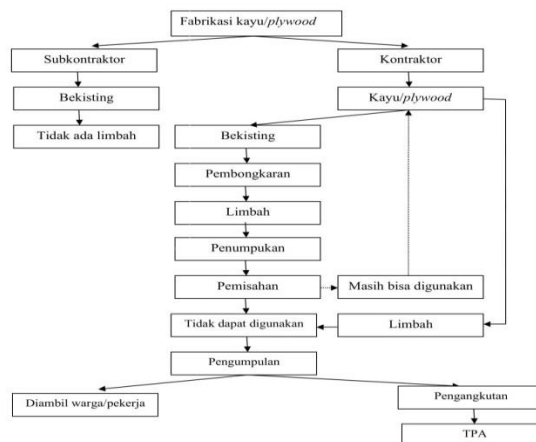 Fabrikasi kayu/plywood
Subkontraktor
Kontraktor
Bekisting
Kayu/plywood
Tidak ada limbah
Bekisting
Pembongkaran
Limbah
Penumpukan
Pemisahan
Masih bisa digunakan
Tidak dapat digunakan
Limbah
Pengumpulan
Diambil warga/pekerja
Pengangkutan
TPA